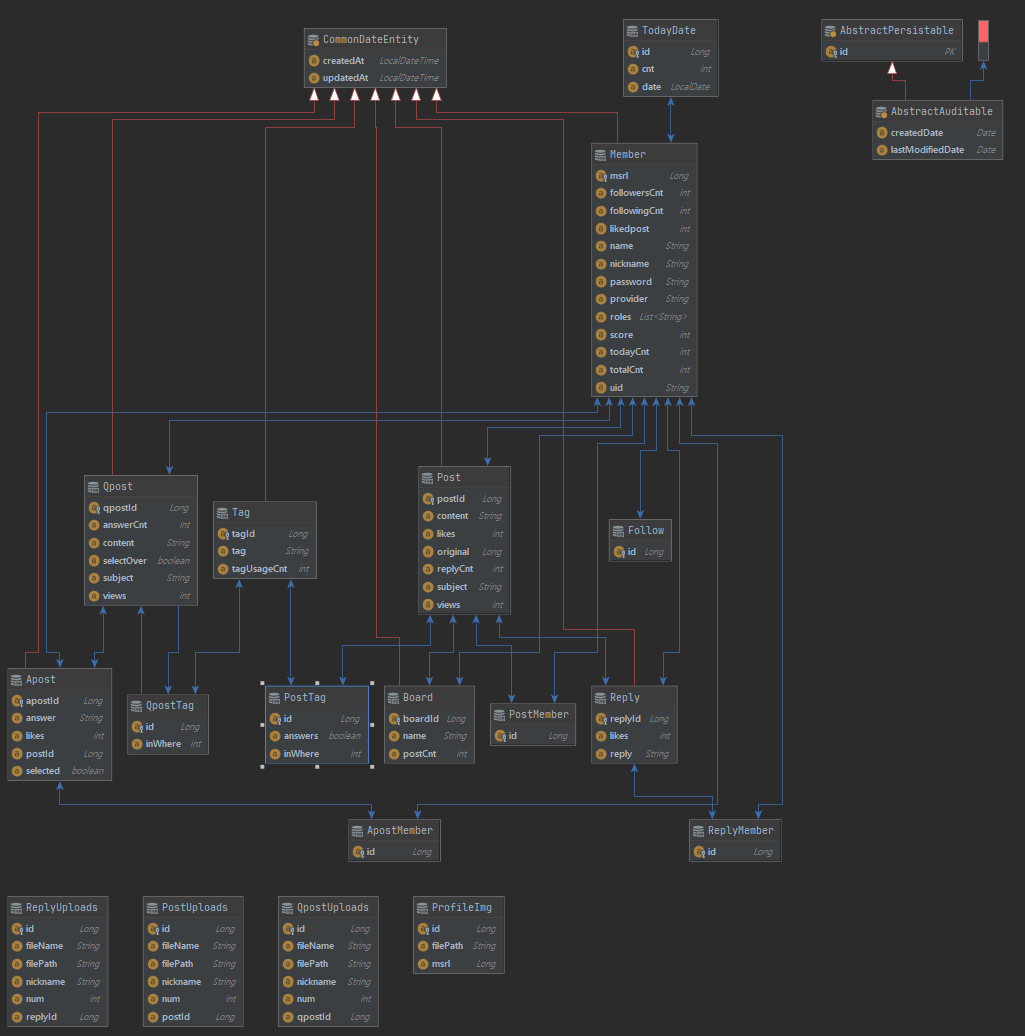 CommonDateEntity
createdAt LocalDateTime
updatedAt LocalDateTime
TodayDate
id Long
cnt int
date LocalDate
AbstractPersistable
id PK
AbstractAuditable
createdDate Date
lastModifiedDate Date
Member
msrl Long
followersCnt int
followingCnt int
likedpost int
name String
nickname String
password String
provider String
roles List<String>
score int
todayCnt int
totalCnt int
uid String
Qpost
qpostId Long
answerCnt int
content String
selectOver boolean
subject String
views int
Tag
tagId Long
tag String
tagUsageCnt int
Post
postId Long
content String
likes int
original Long
replyCnt int
subject String
views int
Follow
id Long
Apost
apostId Long
answer String
likes int
postId Long
selected boolean
QpostTag
id Long
inWhere int
PostTag
id Long
answers boolean
inWhere int
Board
boardId Long
name String
postCnt int
PostMember
id Long
Reply
replyId Long
likes int
reply String
ApostMember
id Long
ReplyMember
id Long
ReplyUploads
id Long
fileName String
filePath String
nickname String
num int
replyId Long
PostUploads
id Long
fileName String
filePath String
nickname String
num int
postId Long
QpostUploads
id Long
fileName String
filePath String
nickname String
num int
qpostId Long
ProfileImg
id Long
filePath String
msrl Long